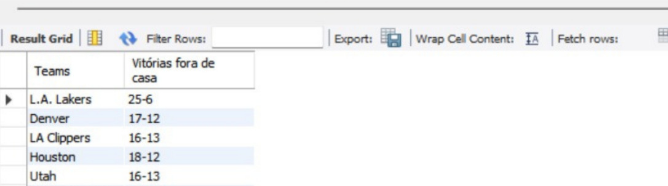 Result Grid Filter Rows: Export: Wrap Cell Content: Fetch rows:
Teams Vitórias fora de casa
L.A. Lakers 25-6
Denver 17-12
LA Clippers 16-13
Houston 18-12
Utah 16-13